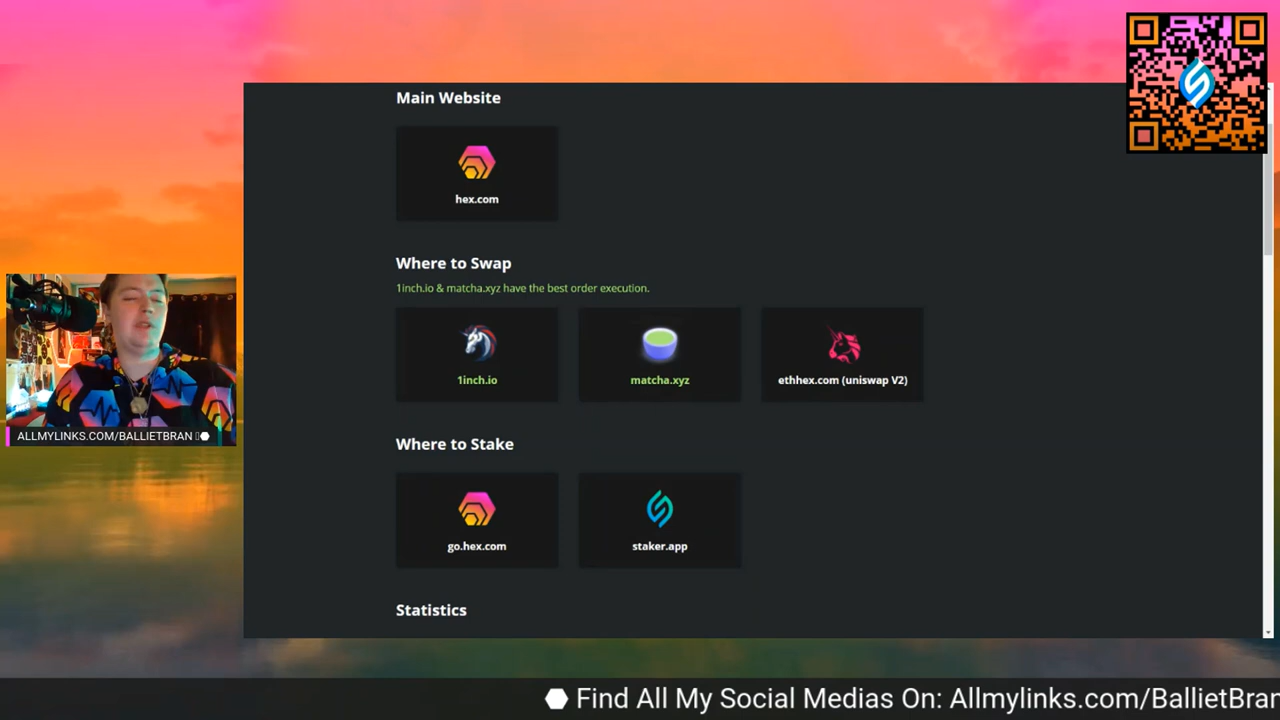 Main Website
hex.com
Where to Swap
1inch.io & matcha.xyz have the best order execution.
1inch.io
matcha.xyz
ethhex.com (uniswap V2)
Where to Stake
go.hex.com
staker.app
Statistics
ALLMYLINKS.COM/BALLIETBRAN
Find All My Social Medias On: Allmylinks.com/BallietBran